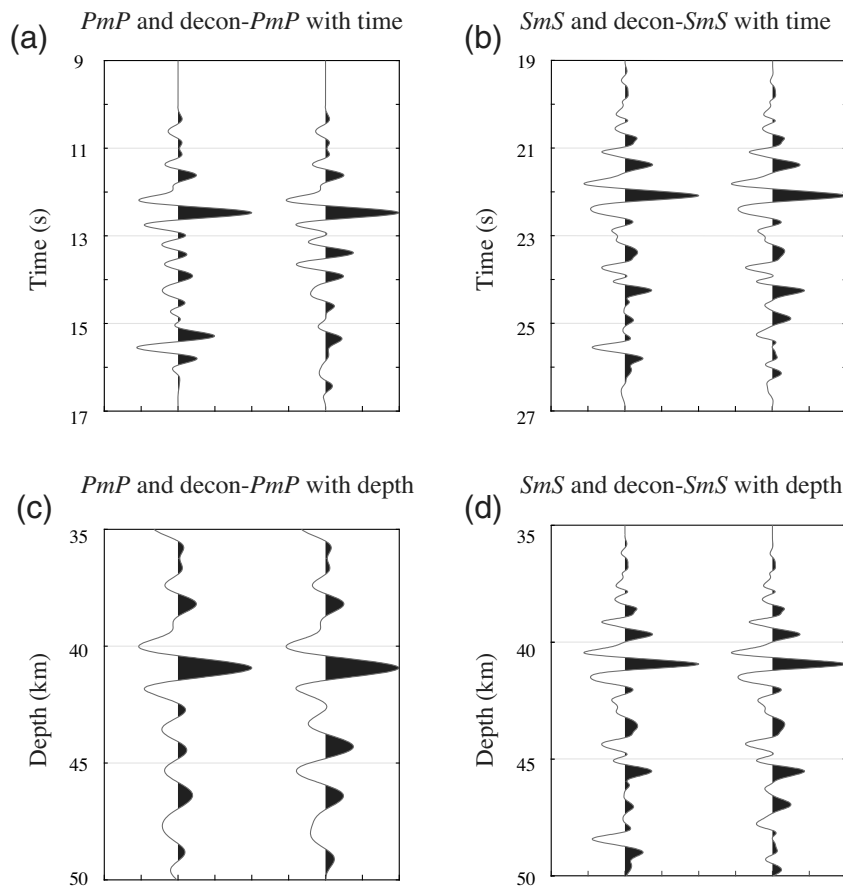 PmP and decon-PmP with time
(a)
9
11
13
15
17
Time (s)
SmS and decon-SmS with time
(b)
19
21
23
25
27
Time (s)
PmP and decon-PmP with depth
(c)
35
40
45
50
Depth (km)
SmS and decon-SmS with depth
(d)
35
40
45
50
Depth (km)